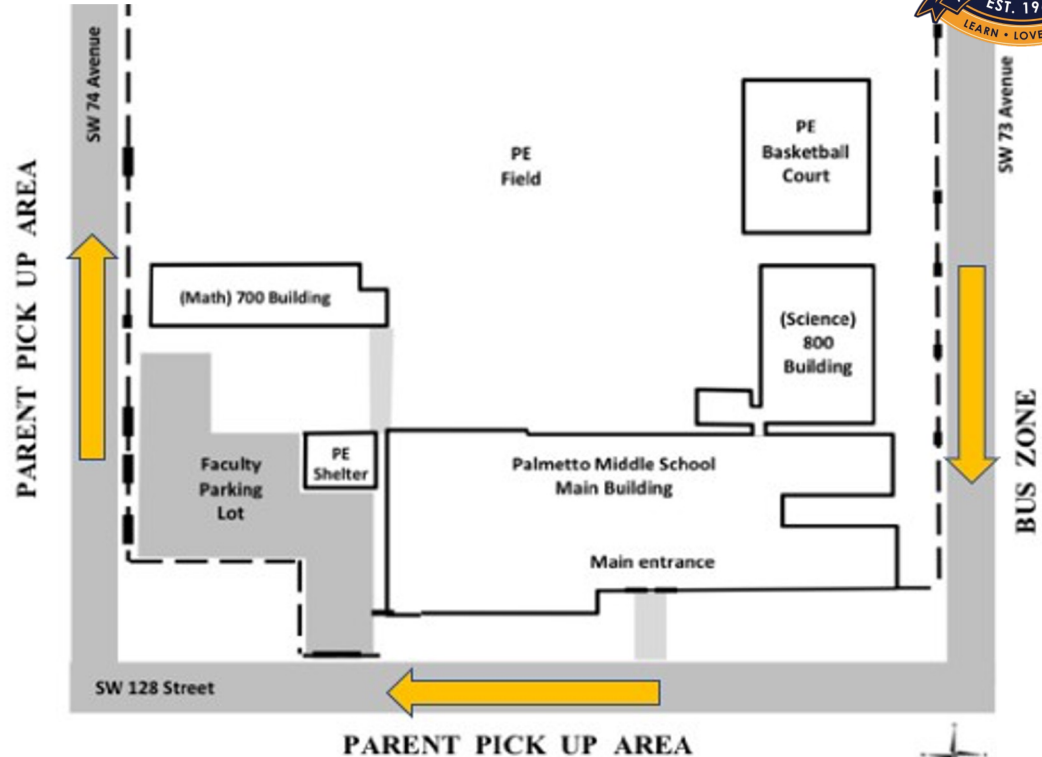 EST. 19
LEARN • LOVE
SW 74 Avenue
SW 73 Avenue
PE
Basketball
Court
PE
Field
PARENT PICK UP AREA
(Math) 700 Building
(Science)
800
Building
BUS ZONE
PE
Shelter
Faculty
Parking
Lot
Palmetto Middle School
Main Building
Main entrance
SW 128 Street
PARENT PICK UP AREA